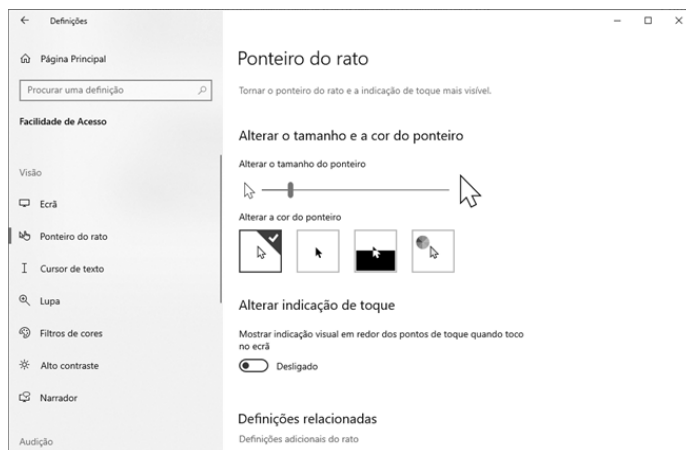 Definições
Página Principal
Procurar uma definição
Facilidade de Acesso
Visão
Ecrã
Ponteiro do rato
Cursor de texto
Lupa
Filtros de cores
Alto contraste
Narrador
Audição
Ponteiro do rato
Tornar o ponteiro do rato e a indicação de toque mais visível.
Alterar o tamanho e a cor do ponteiro
Alterar o tamanho do ponteiro
Alterar a cor do ponteiro
Alterar indicação de toque
Mostrar indicação visual em redor dos pontos de toque quando toco
no ecrã
Desligado
Definições relacionadas
Definições adicionais do rato